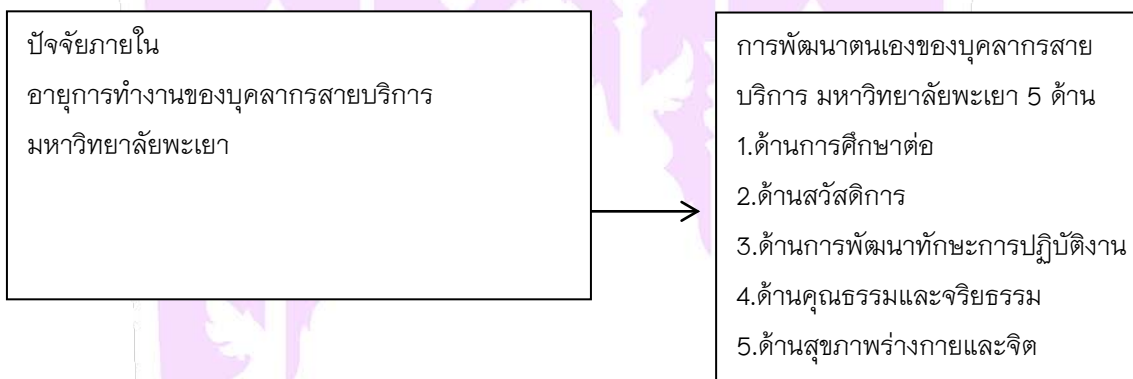 ปัจจัยภายใน
อายุการทำงานของบุคลากรสายบริการ
มหาวิทยาลัยพะเยา
การพัฒนาตนเองของบุคลากรสาย
บริการ มหาวิทยาลัยพะเยา 5 ด้าน
1.ด้านการศึกษาต่อ
2.ด้านสวัสดิการ
3.ด้านการพัฒนาทักษะการปฏิบัติงาน
4.ด้านคุณธรรมและจริยธรรม
5.ด้านสุขภาพร่างกายและจิต